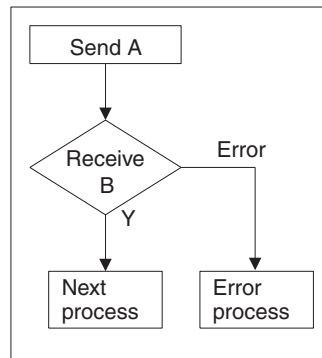 Send A
Receive
B
Error
Y
Next
process
Error
process